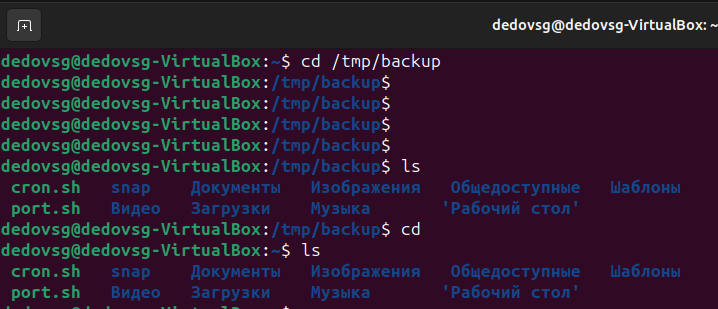 dedovsg@dedovsg-VirtualBox: ~
dedovsg@dedovsg-VirtualBox:~$ cd /tmp/backup
dedovsg@dedovsg-VirtualBox:/tmp/backup$
dedovsg@dedovsg-VirtualBox:/tmp/backup$
dedovsg@dedovsg-VirtualBox:/tmp/backup$
dedovsg@dedovsg-VirtualBox:/tmp/backup$
dedovsg@dedovsg-VirtualBox:/tmp/backup$ ls
cron.sh snap Документы Изображения Общедоступные Шаблоны
port.sh Видео Загрузки Музыка 'Рабочий стол'
dedovsg@dedovsg-VirtualBox:/tmp/backup$ cd
dedovsg@dedovsg-VirtualBox:~$ ls
cron.sh snap Документы Изображения Общедоступные Шаблоны
port.sh Видео Загрузки Музыка 'Рабочий стол'
dedovsg@dedovsg-VirtualBox:~$